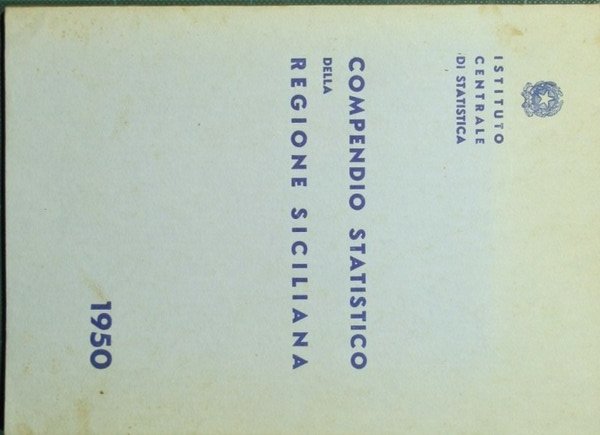 ISTITUTO
CENTRALE
DI STATISTICA
COMPENDIO STATISTICO
DELLA
REGIONE SICILIANA
1950